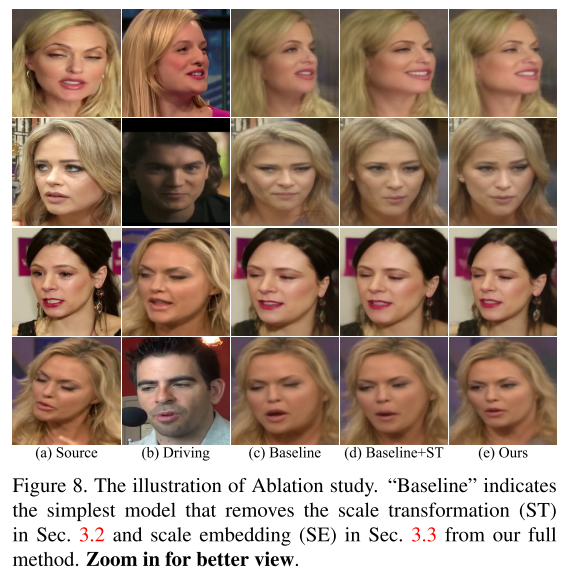 (a) Source (b) Driving (c) Baseline (d) Baseline+ST (e) Ours
Figure 8. The illustration of Ablation study. “Baseline” indicates
the simplest model that removes the scale transformation (ST)
in Sec. 3.2 and scale embedding (SE) in Sec. 3.3 from our full
method. Zoom in for better view.